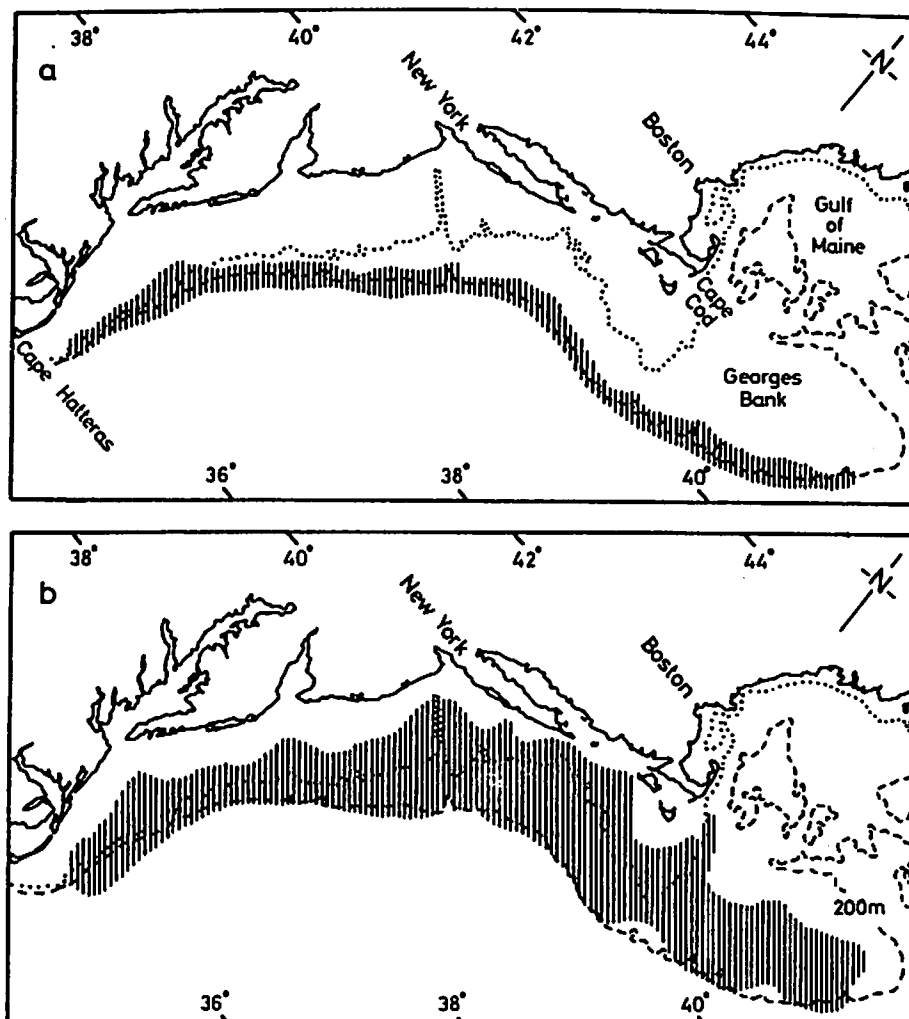 38° 40° 42° 44°
a
N
New York
Boston
Gulf
of
Maine
Cape
Cod
Georges
Bank
Cape Hatteras
36° 38° 40°
38° 40° 42° 44°
b
N
New York
Boston
200m
36° 38° 40°